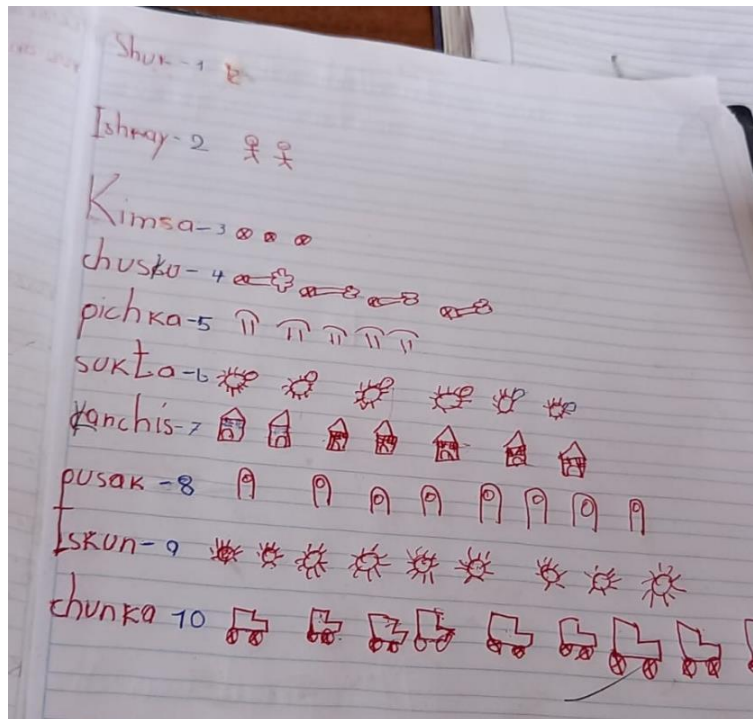 Shuk-1
Ishkay-2
Kimsa-3
chusku-4
pichka-5
sukta-6
kanchis-7
pusak-8
Iskun-9
chunka 10